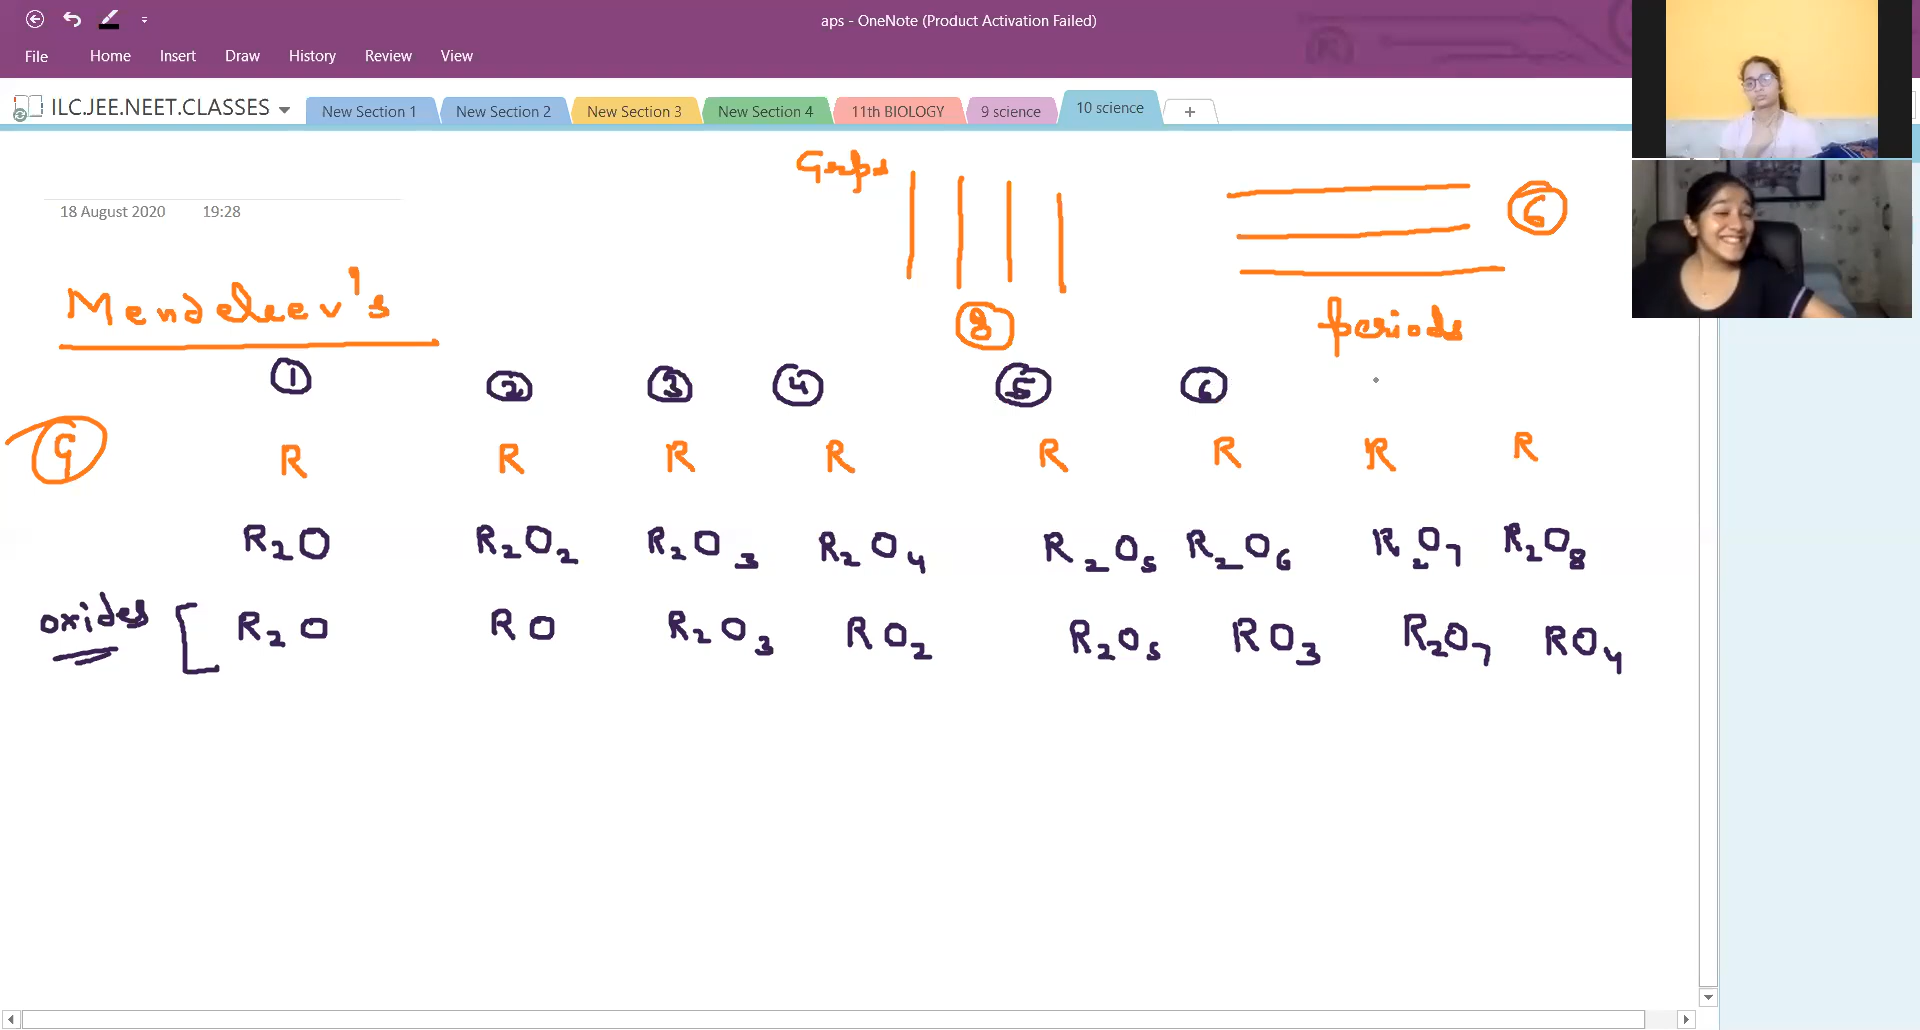 aps - OneNote (Product Activation Failed)
File Home Insert Draw History Review View
ILC.JEE.NEET.CLASSES New Section 1 New Section 2 New Section 3 New Section 4 11th BIOLOGY 9 science 10 science +
Grps
18 August 2020 19:28
6
Mendeleev's
8
periods
1 2 3 4 5 6
G R R R R R R R R
R₂O R₂O₂ R₂O₃ R₂O₄ R₂O₅ R₂O₆ R₂O₇ R₂O₈
oxides [ R₂O RO R₂O₃ RO₂ R₂O₅ RO₃ R₂O₇ RO₄